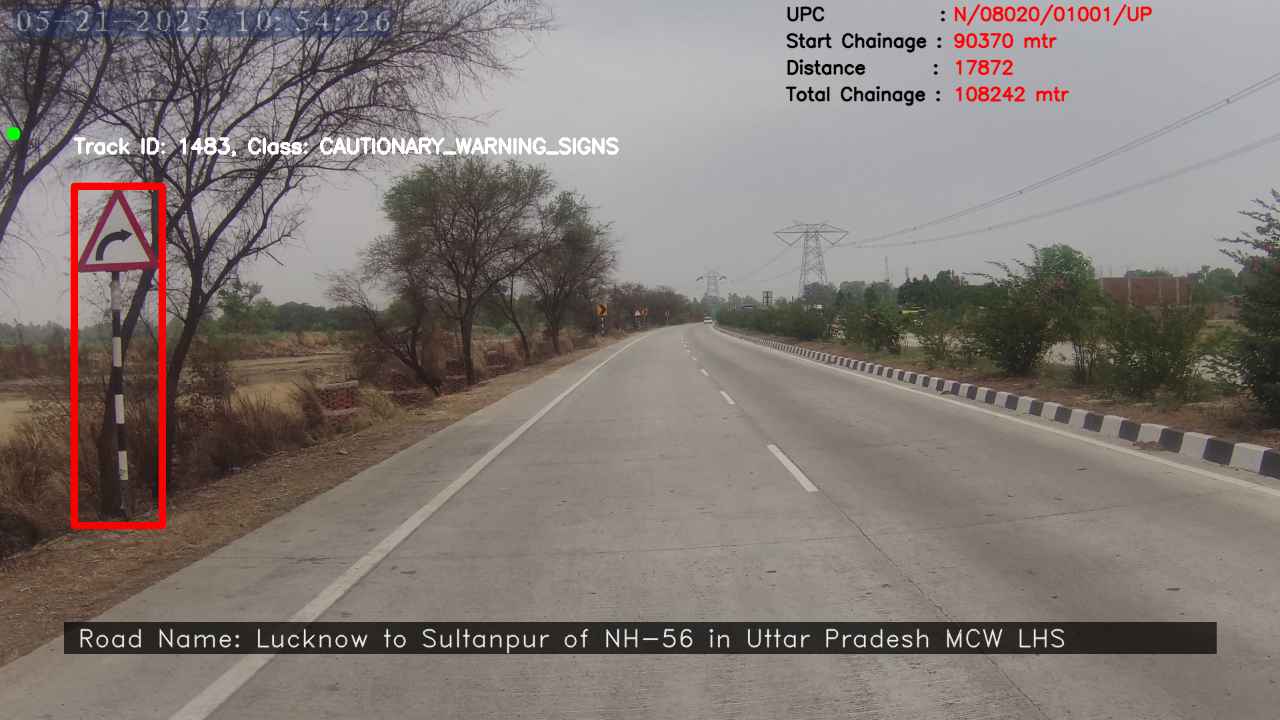 05-21-2025 10:54:26
UPC : N/08020/01001/UP
Start Chainage : 90370 mtr
Distance : 17872
Total Chainage : 108242 mtr
Track ID: 1483, Class: CAUTIONARY_WARNING_SIGNS
Road Name: Lucknow to Sultanpur of NH-56 in Uttar Pradesh MCW LHS